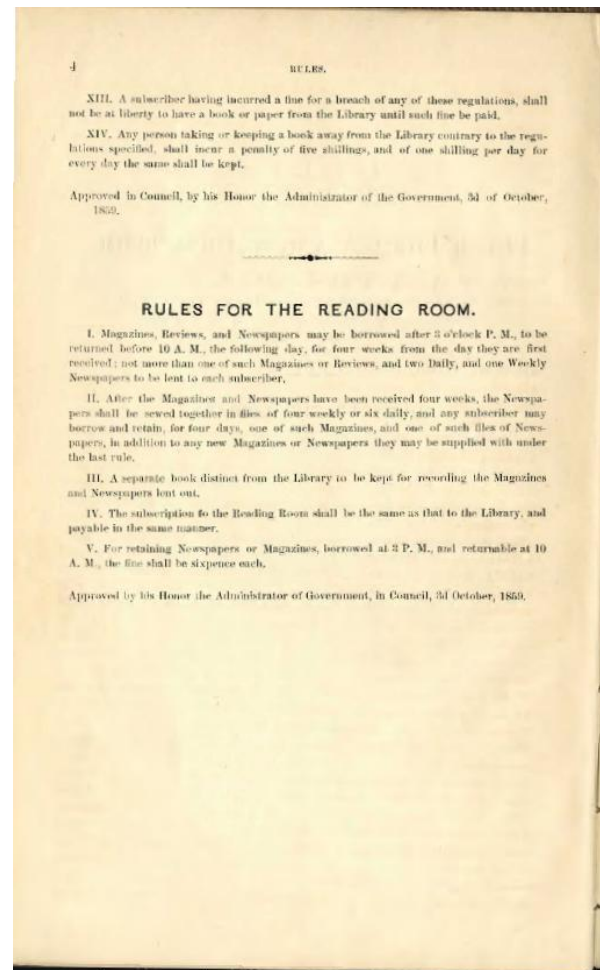 4
RULES.
XIII. A subscriber having incurred a fine for a breach of any of these regulations, shall
not be at liberty to have a book or paper from the Library until such fine be paid.
XIV. Any person taking or keeping a book away from the Library contrary to the regu-
lations specified, shall incur a penalty of five shillings, and of one shilling per day for
every day the same shall be kept.
Approved in Council, by his Honor the Administrator of the Government, 3d of October,
1859.
RULES FOR THE READING ROOM.
I. Magazines, Reviews, and Newspapers may be borrowed after 3 o'clock P. M., to be
returned before 10 A. M., the following day, for four weeks from the day they are first
received; not more than one of such Magazines or Reviews, and two Daily, and one Weekly
Newspapers to be lent to each subscriber.
II. After the Magazines and Newspapers have been received four weeks, the Newspa-
pers shall be sewed together in files of four weekly or six daily, and any subscriber may
borrow and retain, for four days, one of such Magazines, and one of such files of News-
papers, in addition to any new Magazines or Newspapers they may be supplied with under
the last rule.
III. A separate book distinct from the Library to be kept for recording the Magazines
and Newspapers lent out.
IV. The subscription to the Reading Room shall be the same as that to the Library, and
payable in the same manner.
V. For retaining Newspapers or Magazines, borrowed at 3 P. M., and returnable at 10
A. M., the fine shall be sixpence each.
Approved by his Honor the Administrator of Government, in Council, 3d October, 1859.